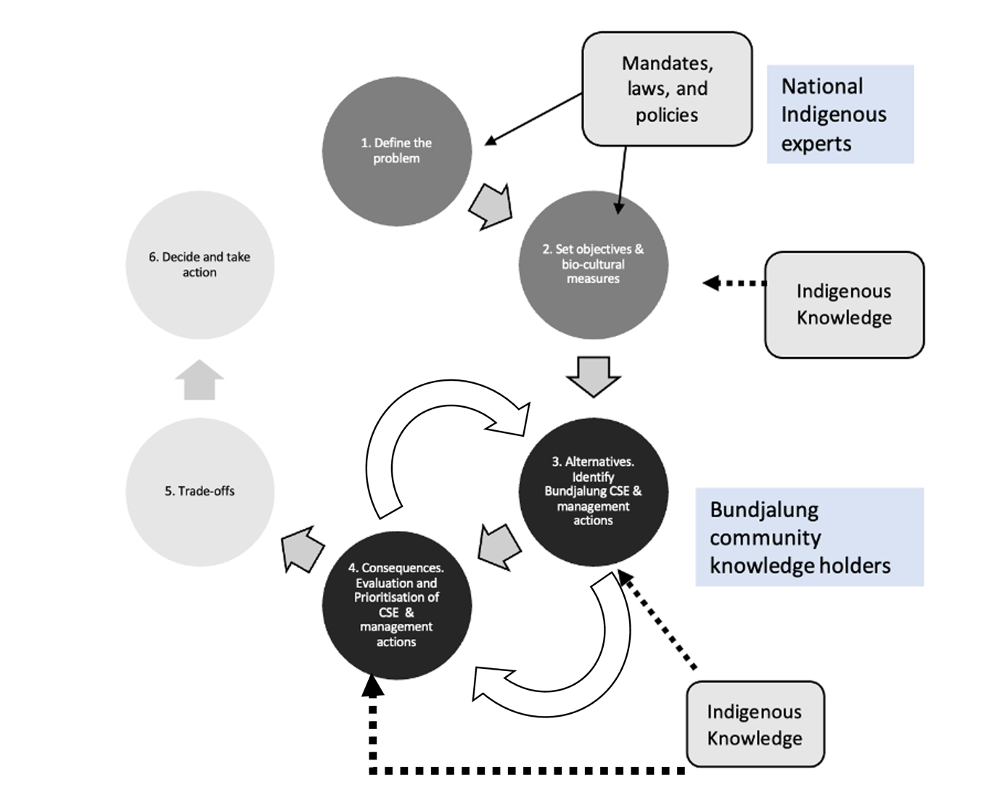 Mandates,
laws, and
policies
National
Indigenous
experts
1. Define the
problem
2. Set objectives &
bio-cultural
measures
6. Decide and take
action
Indigenous
Knowledge
3. Alternatives.
Identify
Bundjalung CSE &
management
actions
5. Trade-offs
Bundjalung
community
knowledge holders
4. Consequences.
Evaluation and
Prioritisation of
CSE &
management
actions
Indigenous
Knowledge